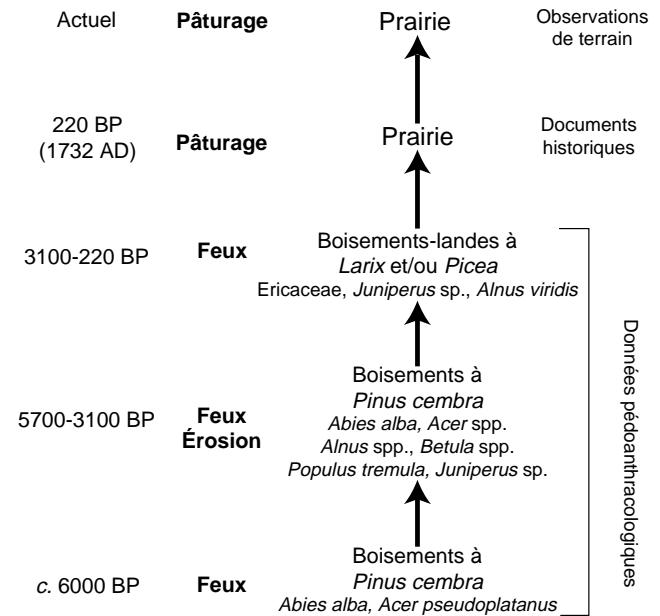 Actuel
Pâturage
Prairie
Observations
de terrain
220 BP
(1732 AD)
Pâturage
Prairie
Documents
historiques
3100-220 BP
Feux
Boisements-landes à
Larix et/ou Picea
Ericaceae, Juniperus sp., Alnus viridis
5700-3100 BP
Feux
Érosion
Boisements à
Pinus cembra
Abies alba, Acer spp.
Alnus spp., Betula spp.
Populus tremula, Juniperus sp.
c. 6000 BP
Feux
Boisements à
Pinus cembra
Abies alba, Acer pseudoplatanus
Données pédoanthracologiques